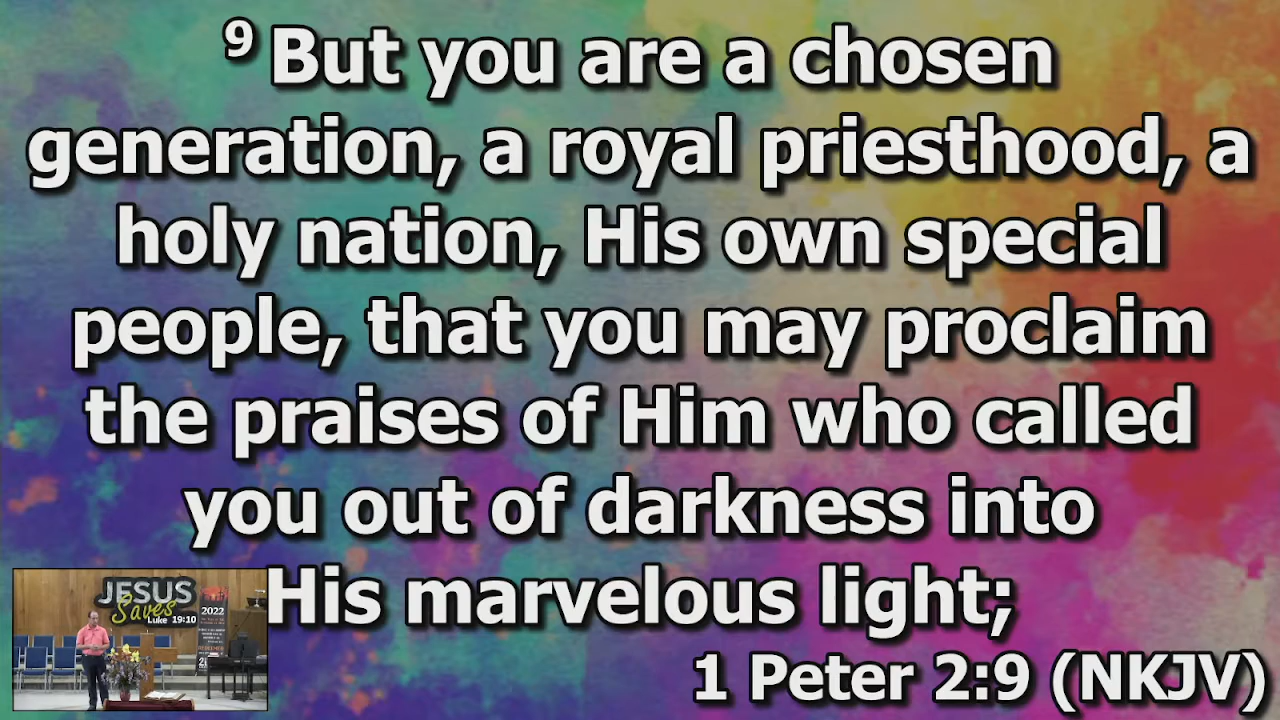 9 But you are a chosen
generation, a royal priesthood, a
holy nation, His own special
people, that you may proclaim
the praises of Him who called
you out of darkness into
His marvelous light;
1 Peter 2:9 (NKJV)
JESUS
Saves
Luke 19:10
2022